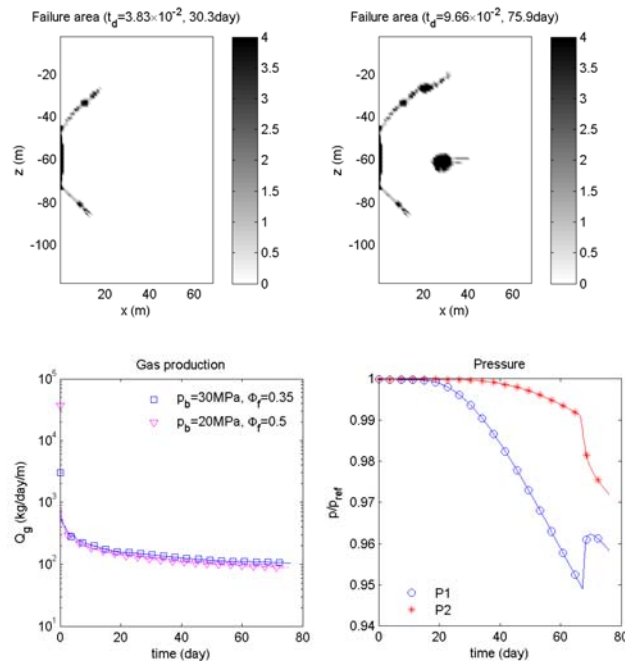 Failure area (t_d=3.83×10^-2, 30.3day)
4
3.5
3
2.5
2
1.5
1
0.5
0
-20
-40
-60
-80
-100
z (m)
0 20 40 60
x (m)
Failure area (t_d=9.66×10^-2, 75.9day)
4
3.5
3
2.5
2
1.5
1
0.5
0
-20
-40
-60
-80
-100
z (m)
0 20 40 60
x (m)
Gas production
p_b=30MPa, Φ_f=0.35
p_b=20MPa, Φ_f=0.5
10^5
10^4
10^3
10^2
10^1
Q_g (kg/day/m)
0 20 40 60 80
time (day)
Pressure
1
0.99
0.98
0.97
0.96
0.95
0.94
p/p_ref
P1
P2
0 20 40 60 80
time (day)